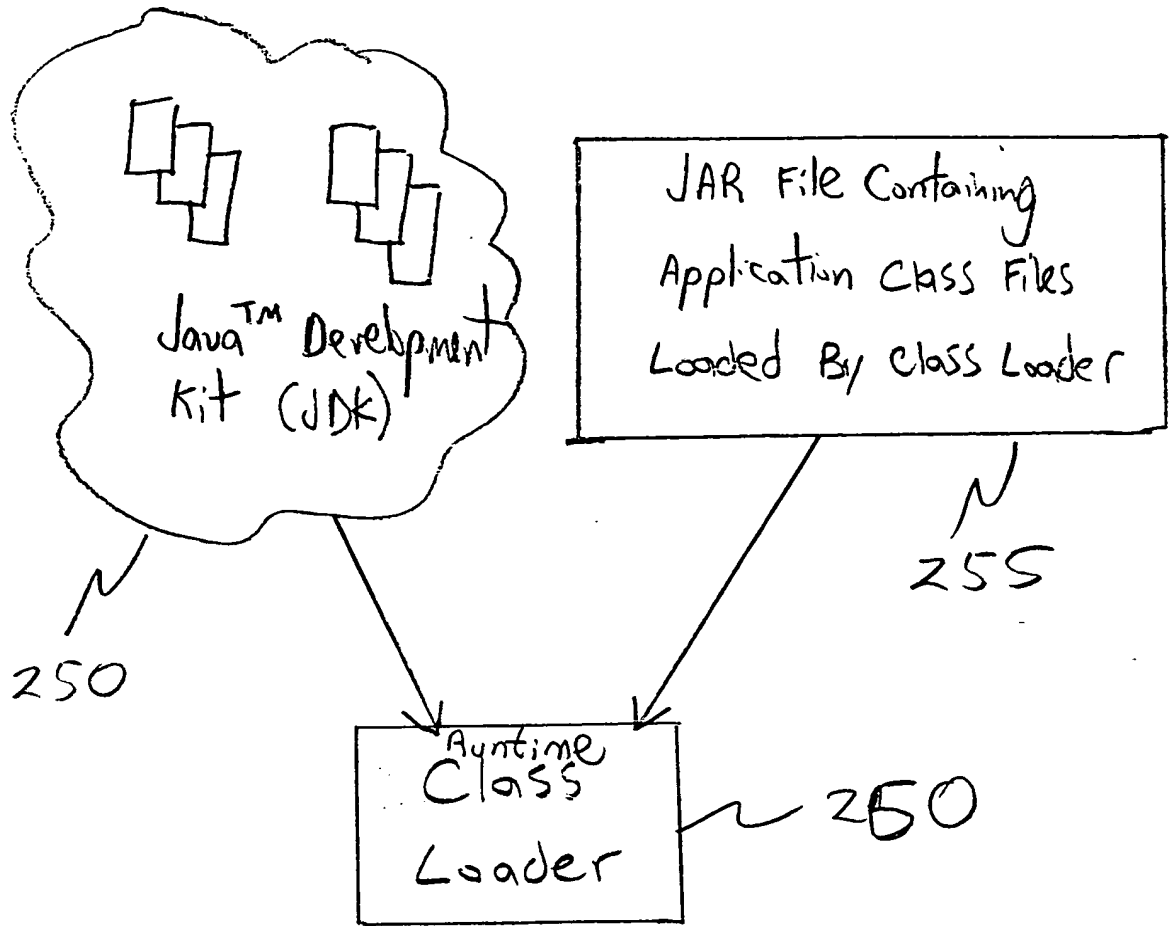 Java™ Development
Kit (JDK)
JAR File Containing
Application Class Files
Loaded By Class Loader
250
255
Runtime
Class
Loader
260